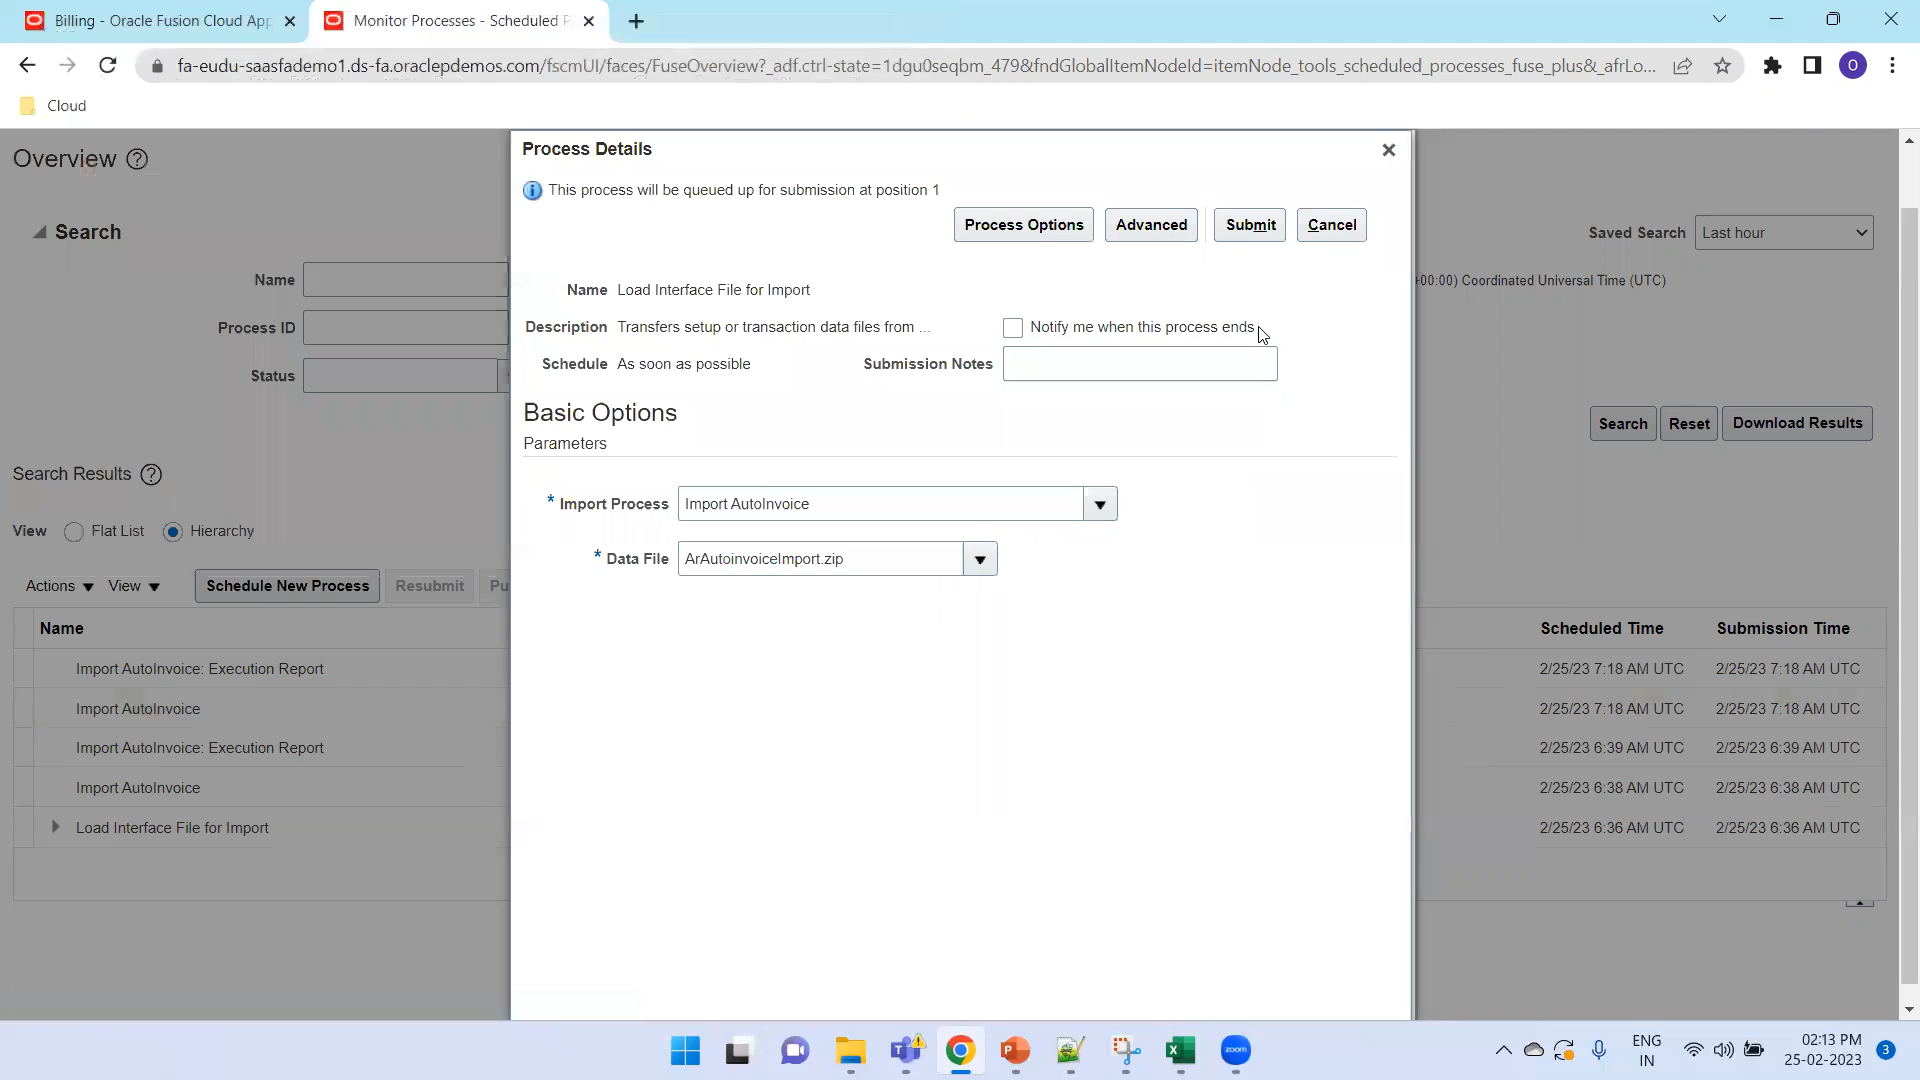 Billing - Oracle Fusion Cloud App
Monitor Processes - Scheduled P
fa-eudu-saasfademo1.ds-fa.oraclepdemos.com/fscmUI/faces/FuseOverview?_adf.ctrl-state=1dgu0seqbm_479&fndGlobalItemNodeId=itemNode_tools_scheduled_processes_fuse_plus&_afrLo...
O
Cloud
Overview
Process Details
This process will be queued up for submission at position 1
Process Options Advanced Submit Cancel
Search
Saved Search Last hour
Name
Name Load Interface File for Import
+00:00) Coordinated Universal Time (UTC)
Process ID
Description Transfers setup or transaction data files from ...
Notify me when this process ends
Status
Schedule As soon as possible
Submission Notes
Basic Options
Search Reset Download Results
Parameters
Search Results
* Import Process Import AutoInvoice
View Flat List Hierarchy
* Data File ArAutoinvoiceImport.zip
Actions View Schedule New Process Resubmit Pu
Name Scheduled Time Submission Time
Import AutoInvoice: Execution Report 2/25/23 7:18 AM UTC 2/25/23 7:18 AM UTC
Import AutoInvoice 2/25/23 7:18 AM UTC 2/25/23 7:18 AM UTC
Import AutoInvoice: Execution Report 2/25/23 6:39 AM UTC 2/25/23 6:39 AM UTC
Import AutoInvoice 2/25/23 6:38 AM UTC 2/25/23 6:38 AM UTC
Load Interface File for Import 2/25/23 6:36 AM UTC 2/25/23 6:36 AM UTC
zoom
ENG
IN
02:13 PM
25-02-2023
3